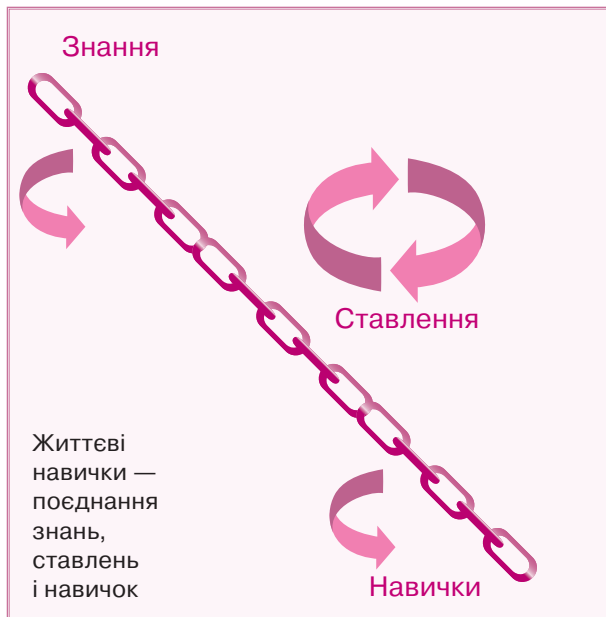 Знання
Ставлення
Життєві
навички —
поєднання
знань,
ставлень
і навичок
Навички